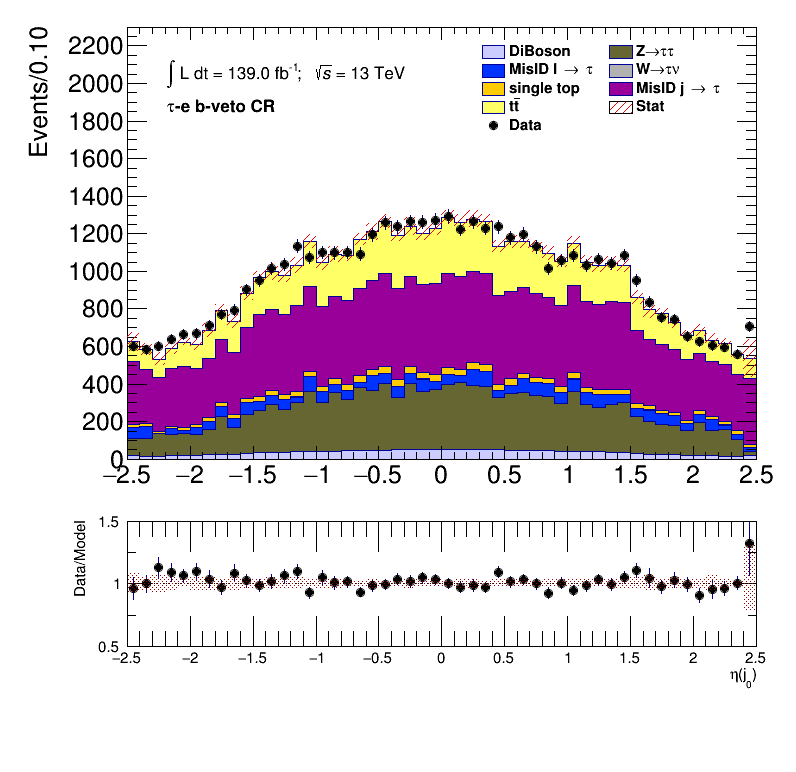 Events/0.10
2200
2000
1800
1600
1400
1200
1000
800
600
400
200
0
∫ L dt = 139.0 fb⁻¹; √s = 13 TeV
τ-e b-veto CR
DiBoson
MisID l → τ
single top
tt̄
Data
Z→ττ
W→τν
MisID j → τ
Stat
−2.5 −2 −1.5 −1 −0.5 0 0.5 1 1.5 2 2.5
Data/Model
1.5
1
0.5
−2.5 −2 −1.5 −1 −0.5 0 0.5 1 1.5 2 2.5
η(j₀)